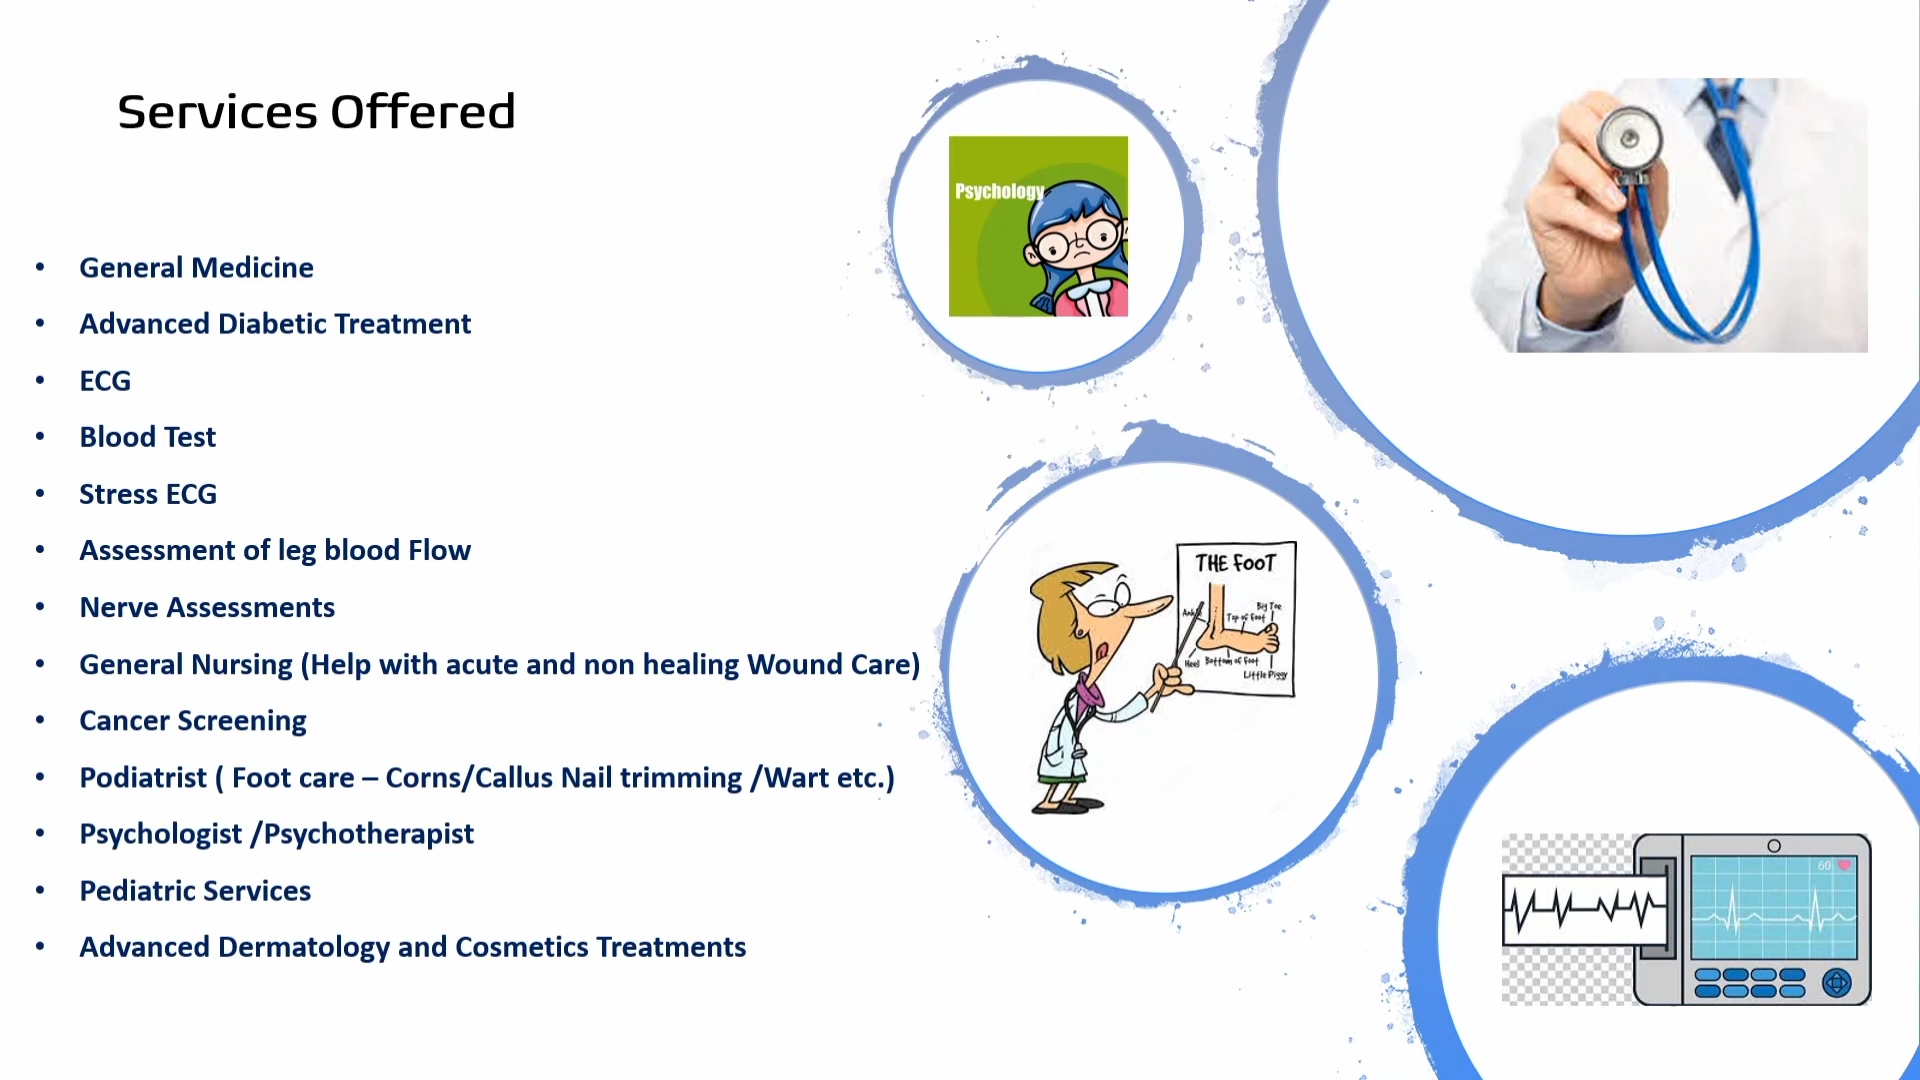 Services Offered
• General Medicine
• Advanced Diabetic Treatment
• ECG
• Blood Test
• Stress ECG
• Assessment of leg blood Flow
• Nerve Assessments
• General Nursing (Help with acute and non healing Wound Care)
• Cancer Screening
• Podiatrist ( Foot care – Corns/Callus Nail trimming /Wart etc.)
• Psychologist /Psychotherapist
• Pediatric Services
• Advanced Dermatology and Cosmetics Treatments
Psychology
THE FOOT
Big Toe
Top of Foot
Heel Bottom of Foot
Little Piggy
60